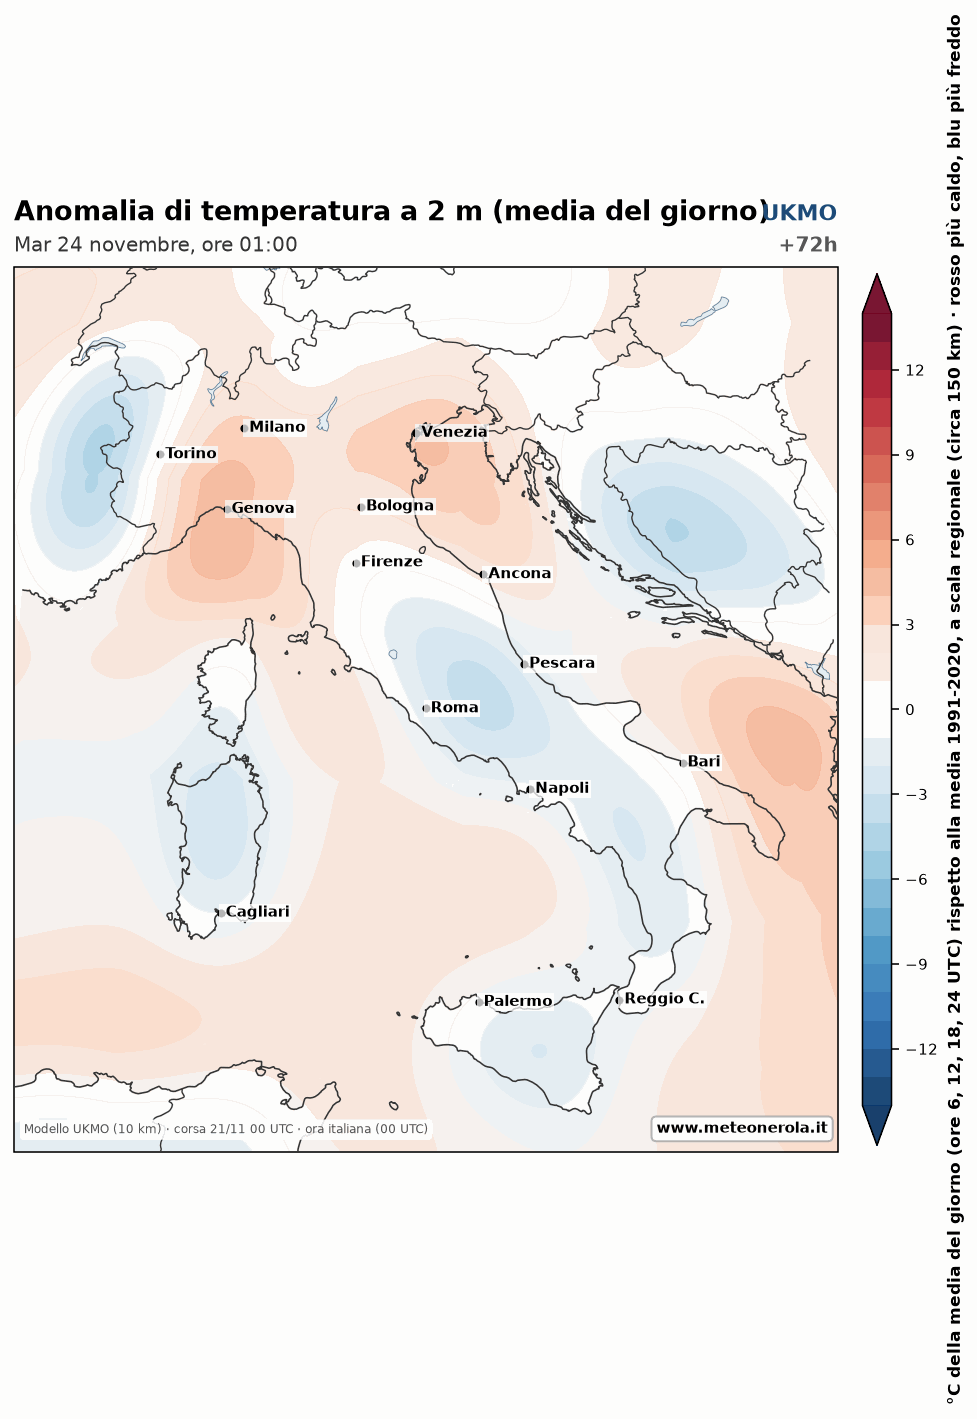 Anomalia di temperatura a 2 m (media del giorno)
UKMO
Mar 24 novembre, ore 01:00
+72h
Milano
Venezia
Torino
Bologna
Genova
Firenze
Ancona
Pescara
Roma
Bari
Napoli
Cagliari
Palermo
Reggio C.
Modello UKMO (10 km) · corsa 21/11 00 UTC · ora italiana (00 UTC)
www.meteonerola.it
12
9
6
3
0
−3
−6
−9
−12
°C della media del giorno (ore 6, 12, 18, 24 UTC) rispetto alla media 1991-2020, a scala regionale (circa 150 km) · rosso più caldo, blu più freddo